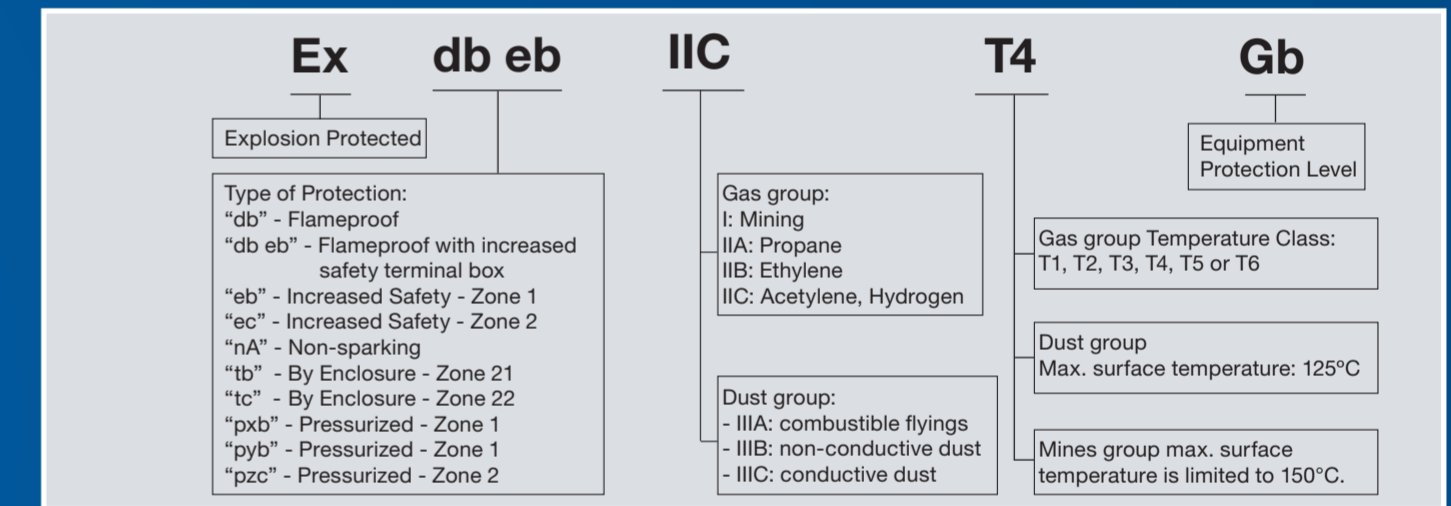 Ex db eb IIC T4 Gb
Explosion Protected
Type of Protection:
“db” - Flameproof
“db eb” - Flameproof with increased
safety terminal box
“eb” - Increased Safety - Zone 1
“ec” - Increased Safety - Zone 2
“nA” - Non-sparking
“tb” - By Enclosure - Zone 21
“tc” - By Enclosure - Zone 22
“pxb” - Pressurized - Zone 1
“pyb” - Pressurized - Zone 1
“pzc” - Pressurized - Zone 2
Gas group:
I: Mining
IIA: Propane
IIB: Ethylene
IIC: Acetylene, Hydrogen
Dust group:
- IIIA: combustible flyings
- IIIB: non-conductive dust
- IIIC: conductive dust
Gas group Temperature Class:
T1, T2, T3, T4, T5 or T6
Dust group
Max. surface temperature: 125ºC
Mines group max. surface
temperature is limited to 150°C.
Equipment
Protection Level